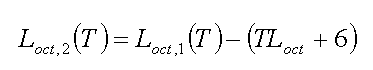 L_{oct,2}(T) = L_{oct,1}(T) − (TL_{oct} + 6)